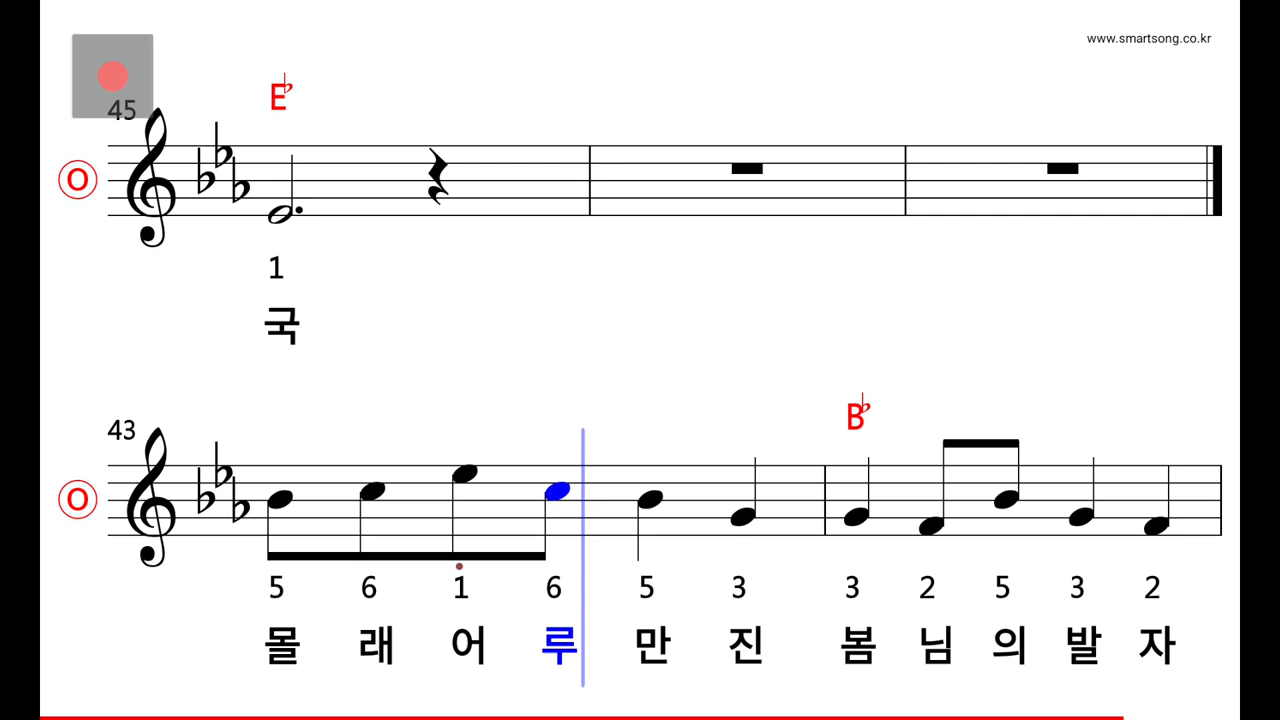 www.smartsong.co.kr
45
E♭
O
1
국
43
B♭
O
5 6 1 6 5 3 3 2 5 3 2
몰 래 어 루 만 진 봄 님 의 발 자